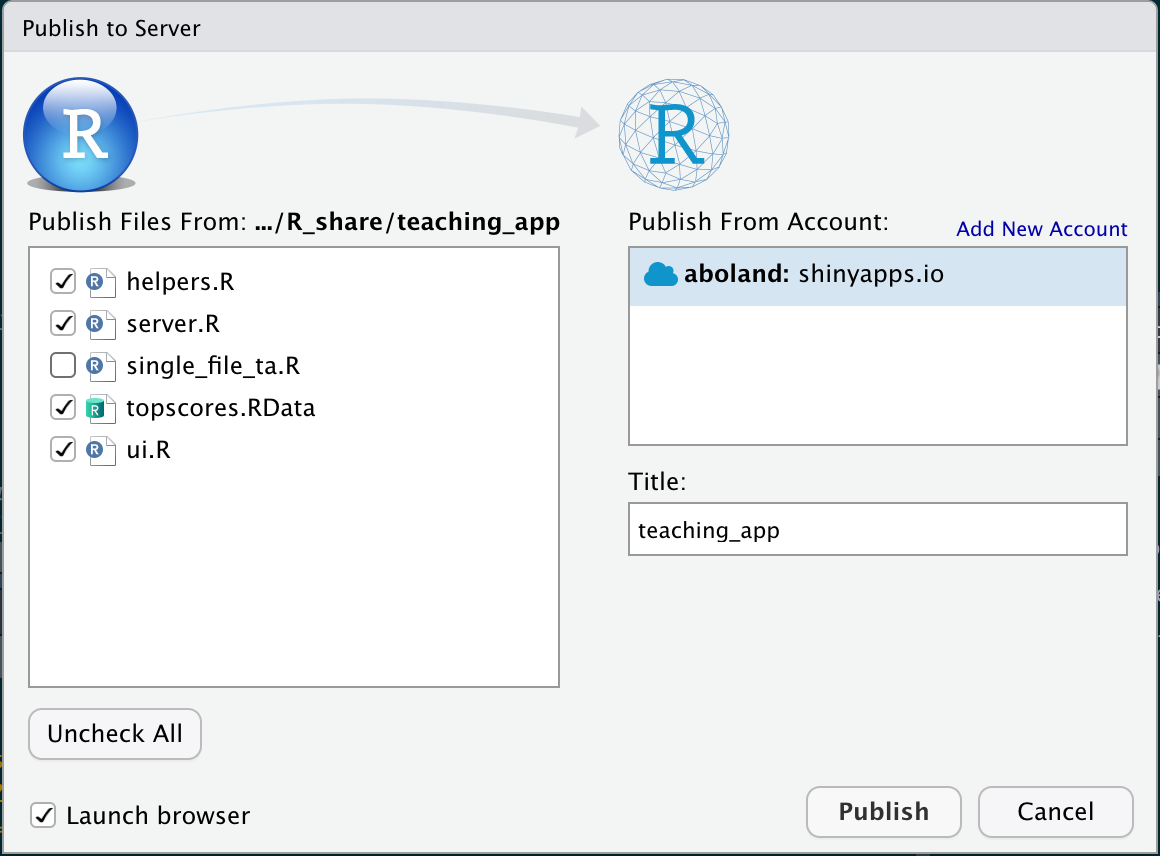 Publish to Server
R
R
Publish Files From: .../R_share/teaching_app
helpers.R
server.R
single_file_ta.R
topscores.RData
ui.R
Uncheck All
Launch browser
Publish From Account:
Add New Account
aboland: shinyapps.io
Title:
teaching_app
Publish
Cancel